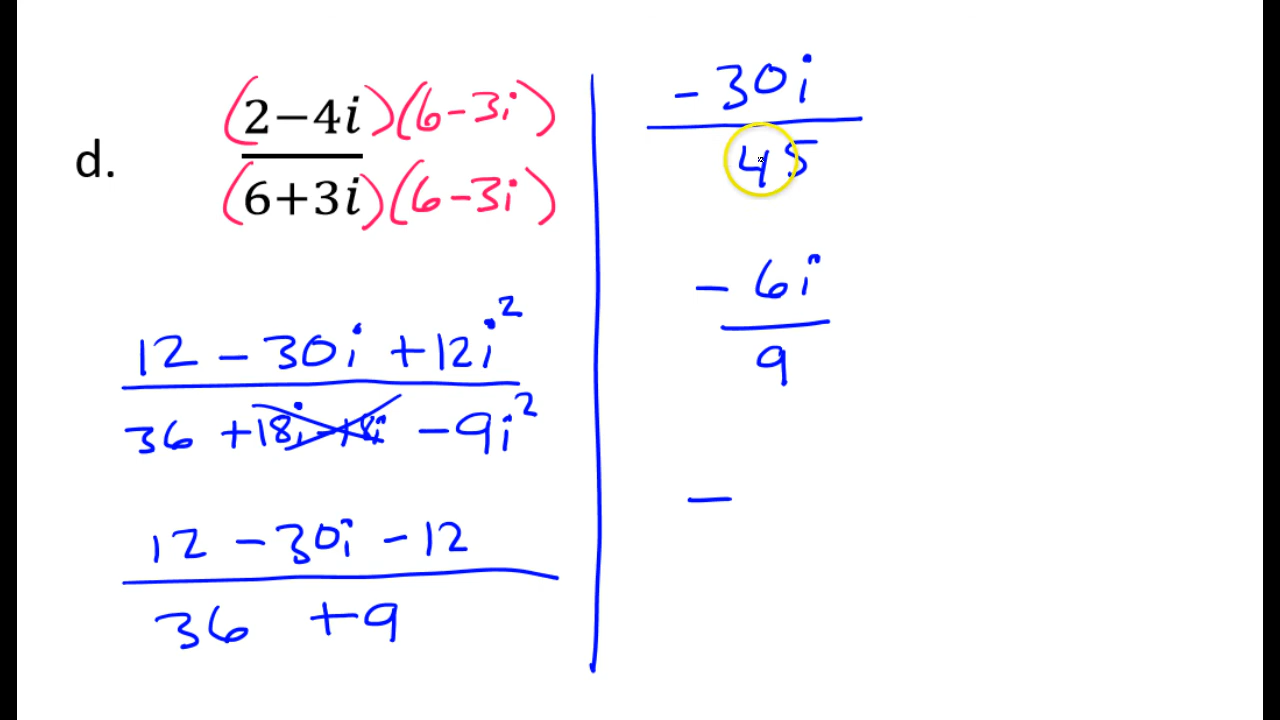 d.
(2−4i)(6−3i)
(6+3i)(6−3i)
12 − 30i + 12i²
36 +18i −18i − 9i²
12 − 30i − 12
36 + 9
− 30i
45
− 6i
9
−